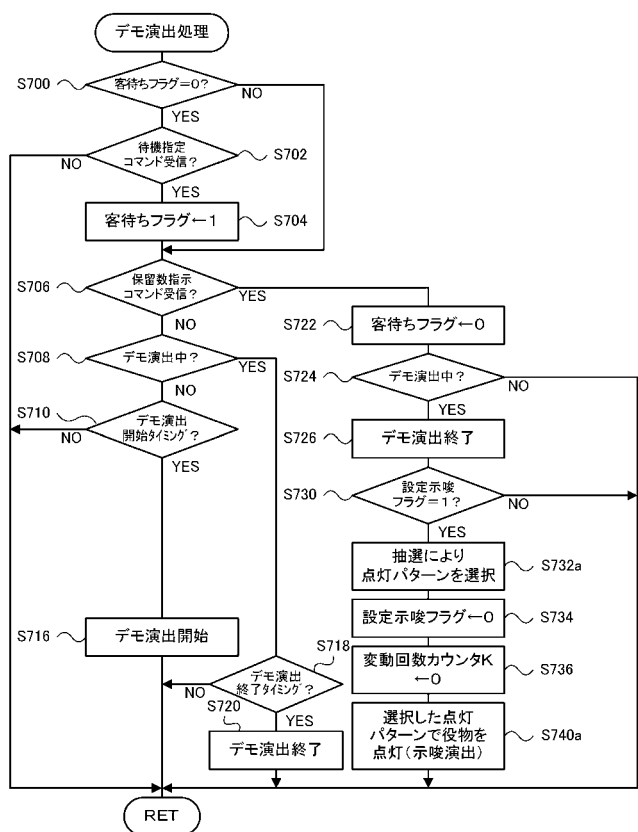 デモ演出処理
S700
客待ちフラグ=0?
NO
YES
待機指定
コマンド受信?
S702
NO
YES
客待ちフラグ←1
S704
S706
保留数指示
コマンド受信?
YES
NO
S708
デモ演出中?
YES
NO
S710
デモ演出
開始タイミング?
NO
YES
S716
デモ演出開始
S718
デモ演出
終了タイミング?
NO
YES
S720
デモ演出終了
S722
客待ちフラグ←0
S724
デモ演出中?
NO
YES
S726
デモ演出終了
S730
設定示唆
フラグ=1?
NO
YES
抽選により
点灯パターンを選択
S732a
設定示唆フラグ←0
S734
変動回数カウンタK
←0
S736
選択した点灯
パターンで役物を
点灯(示唆演出)
S740a
RET